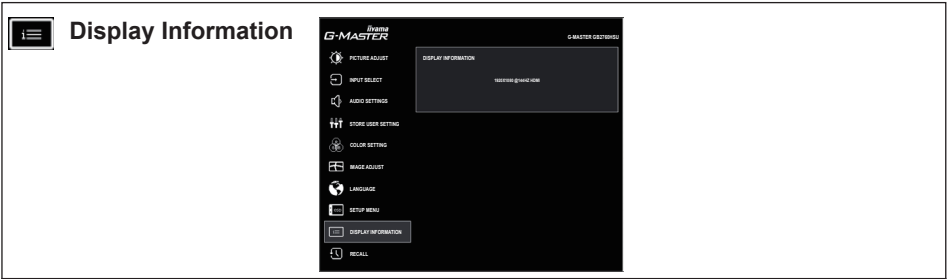 Display Information
iiyama
G-MASTER
G-MASTER GB2760HSU
PICTURE ADJUST
DISPLAY INFORMATION
1920X1080 @144HZ HDMI
INPUT SELECT
AUDIO SETTINGS
STORE USER SETTING
COLOR SETTING
IMAGE ADJUST
LANGUAGE
SETUP MENU
DISPLAY INFORMATION
RECALL